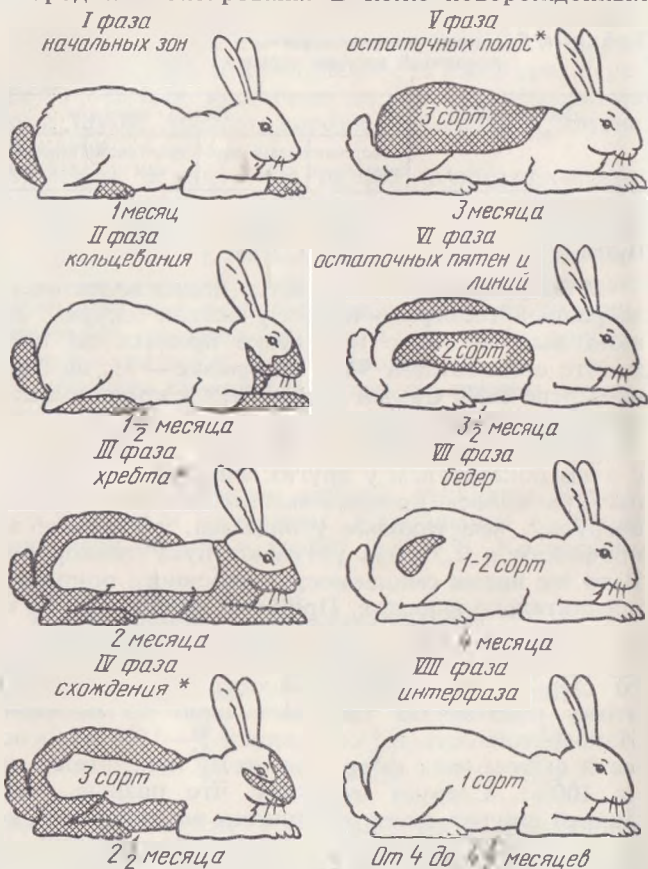 I фаза
начальных зон
1 месяц
II фаза
кольцевания
1 1/2 месяца
III фаза
хребта
2 месяца
IV фаза
схождения *
3 сорт
2 1/2 месяца
V фаза
остаточных полос*
3 сорт
3 месяца
VI фаза
остаточных пятен и
линий
2 сорт
3 1/2 месяца
VII фаза
бедер
1-2 сорт
месяца
VIII фаза
интерфаза
1 сорт
От 4 до месяцев